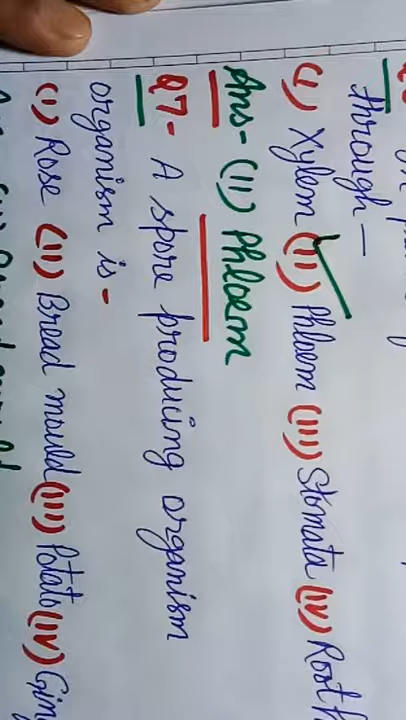 through -
(i) Xylem (ii) Phloem (iii) Stomata (iv) Root
Ans- (ii) Phloem
Q7- A spore producing organism
organism is -
(i) Rose (ii) Bread mould (iii) Potato (iv) Gin